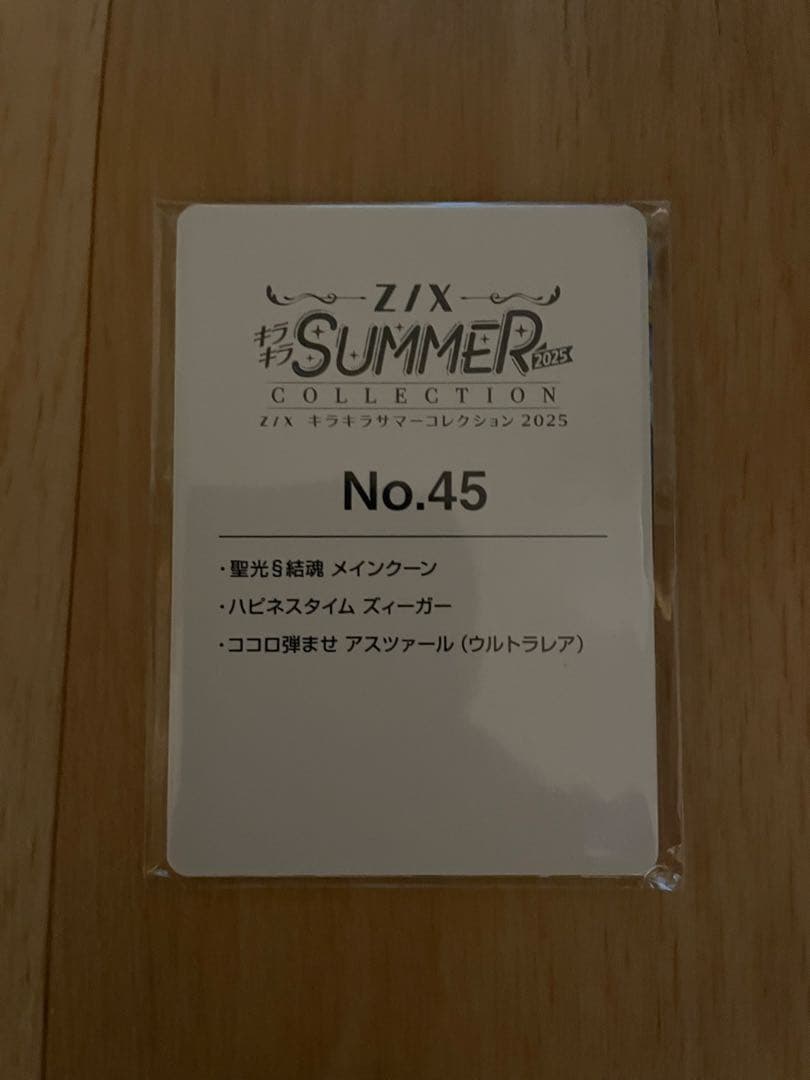 Z/X
キラキラ SUMMER 2025
COLLECTION
Z/X キラキラサマーコレクション 2025
No.45
・聖光§結魂 メインクーン
・ハピネスタイム ズィーガー
・ココロ弾ませ アスツァール（ウルトラレア）